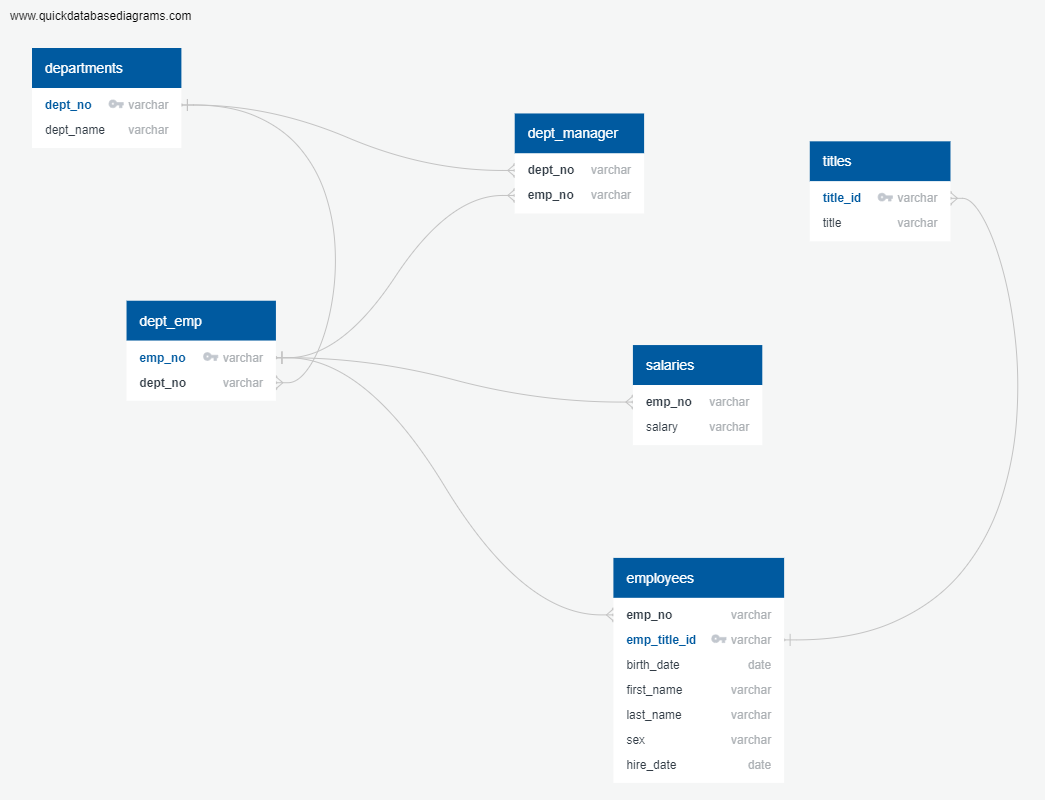 www.quickdatabasediagrams.com
departments
dept_no varchar
dept_name varchar
dept_manager
dept_no varchar
emp_no varchar
titles
title_id varchar
title varchar
dept_emp
emp_no varchar
dept_no varchar
salaries
emp_no varchar
salary varchar
employees
emp_no varchar
emp_title_id varchar
birth_date date
first_name varchar
last_name varchar
sex varchar
hire_date date